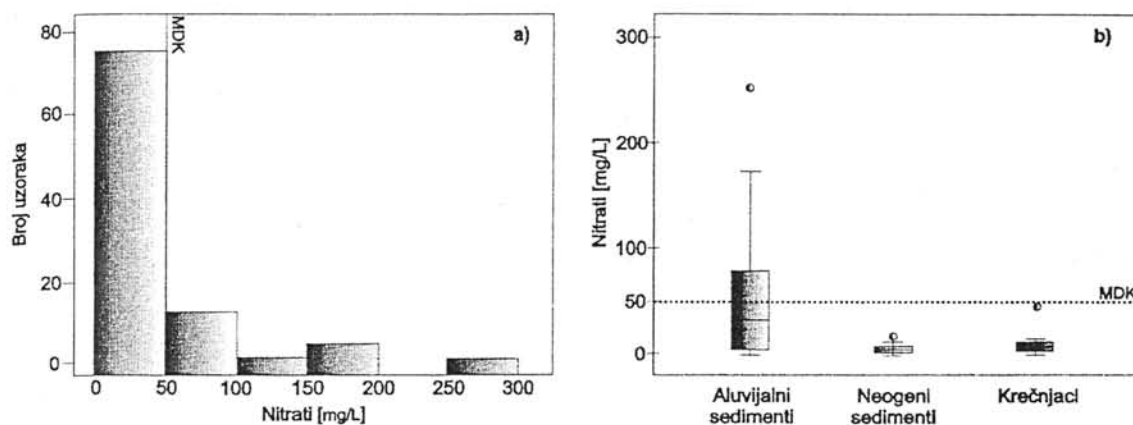 a)
MDK
80
60
40
20
0
Broj uzoraka
0 50 100 150 200 250 300
Nitrati [mg/L]
b)
300
200
100
50
0
Nitrati [mg/L]
MDK
Aluvijalni
sedimenti
Neogeni
sedimenti
Krečnjaci